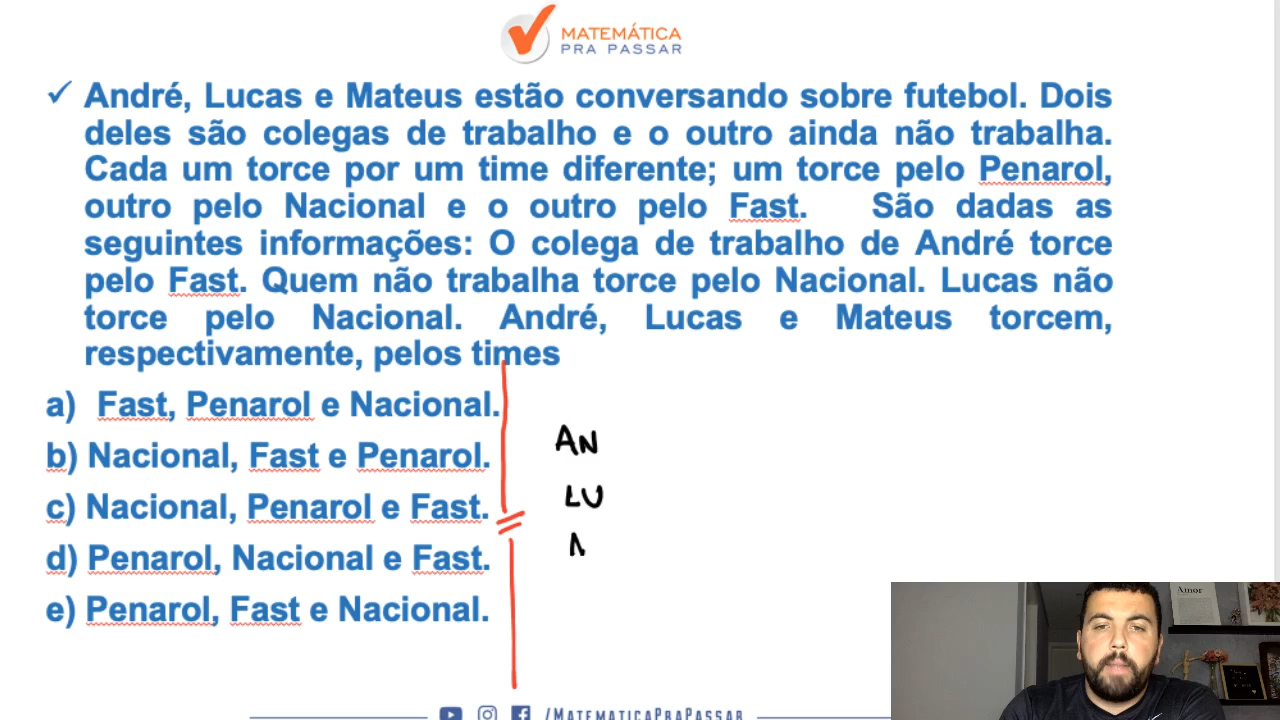 MATEMÁTICA
PRA PASSAR
✓ André, Lucas e Mateus estão conversando sobre futebol. Dois
deles são colegas de trabalho e o outro ainda não trabalha.
Cada um torce por um time diferente; um torce pelo Penarol,
outro pelo Nacional e o outro pelo Fast. São dadas as
seguintes informações: O colega de trabalho de André torce
pelo Fast. Quem não trabalha torce pelo Nacional. Lucas não
torce pelo Nacional. André, Lucas e Mateus torcem,
respectivamente, pelos times
a) Fast, Penarol e Nacional.
b) Nacional, Fast e Penarol.
c) Nacional, Penarol e Fast.
d) Penarol, Nacional e Fast.
e) Penarol, Fast e Nacional.
AN
LU
Amor
/MATEMATICAPRAPASSAR